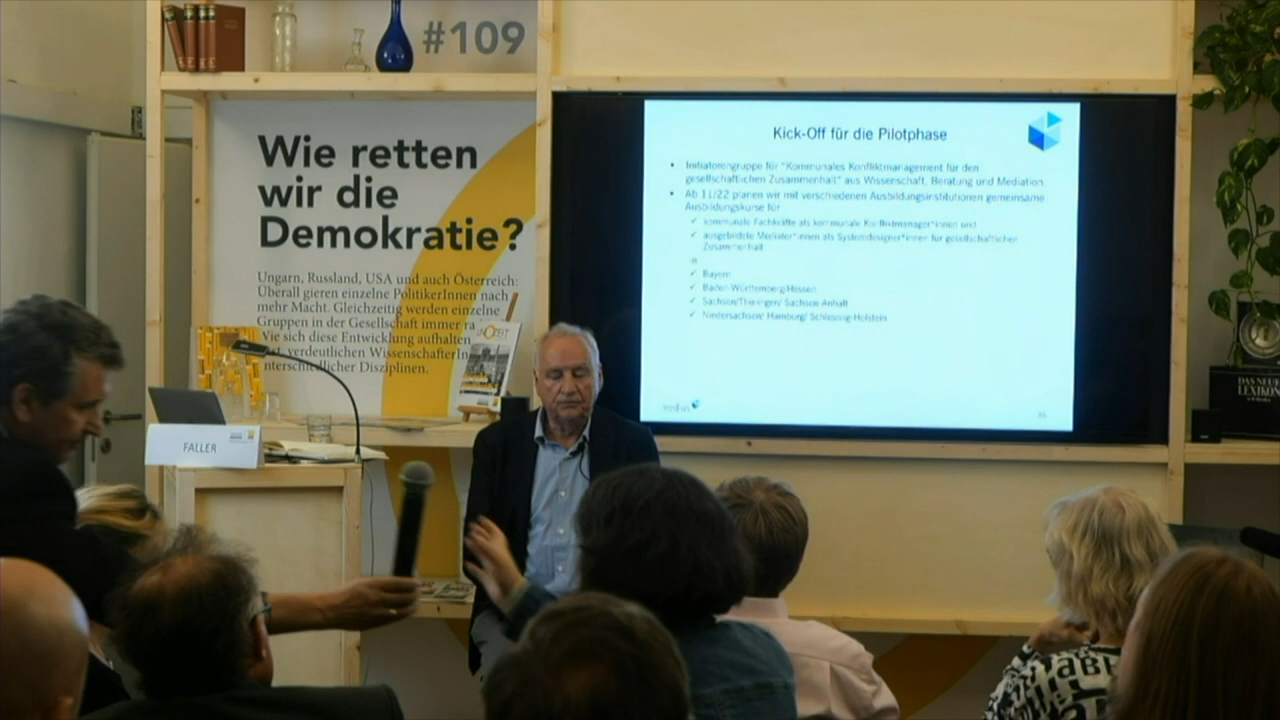 #109
Wie retten
wir die
Demokratie?
Ungarn, Russland, USA und auch Österreich:
Überall gieren einzelne PolitikerInnen nach
mehr Macht. Gleichzeitig werden einzelne
Gruppen in der Gesellschaft immer ra
Wie sich diese Entwicklung aufhalten
verdeutlichen WissenschafterIn
Disziplinen.
FALLER
Kick-Off für die Pilotphase
• Initiatorengruppe für "Kommunales Konfliktmanagement für den
gesellschaftlichen Zusammenhalt" aus Wissenschaft, Beratung und Mediation
• Ab 11/22 planen wir mit verschiedenen Ausbildungsinstitutionen gemeinsame
Ausbildungskurse für
✓ kommunale Fachkräfte als kommunale Konfliktmanager*innen und
✓ ausgebildete Mediator*innen als Systemdesigner*innen für gesellschaftlichen
Zusammenhalt
in
✓ Bayern
✓ Baden-Württemberg/Hessen
✓ Sachsen/Thüringen/ Sachsen Anhalt
✓ Niedersachsen/ Hamburg/ Schleswig-Holstein
DAS NEUE
LEXIKON